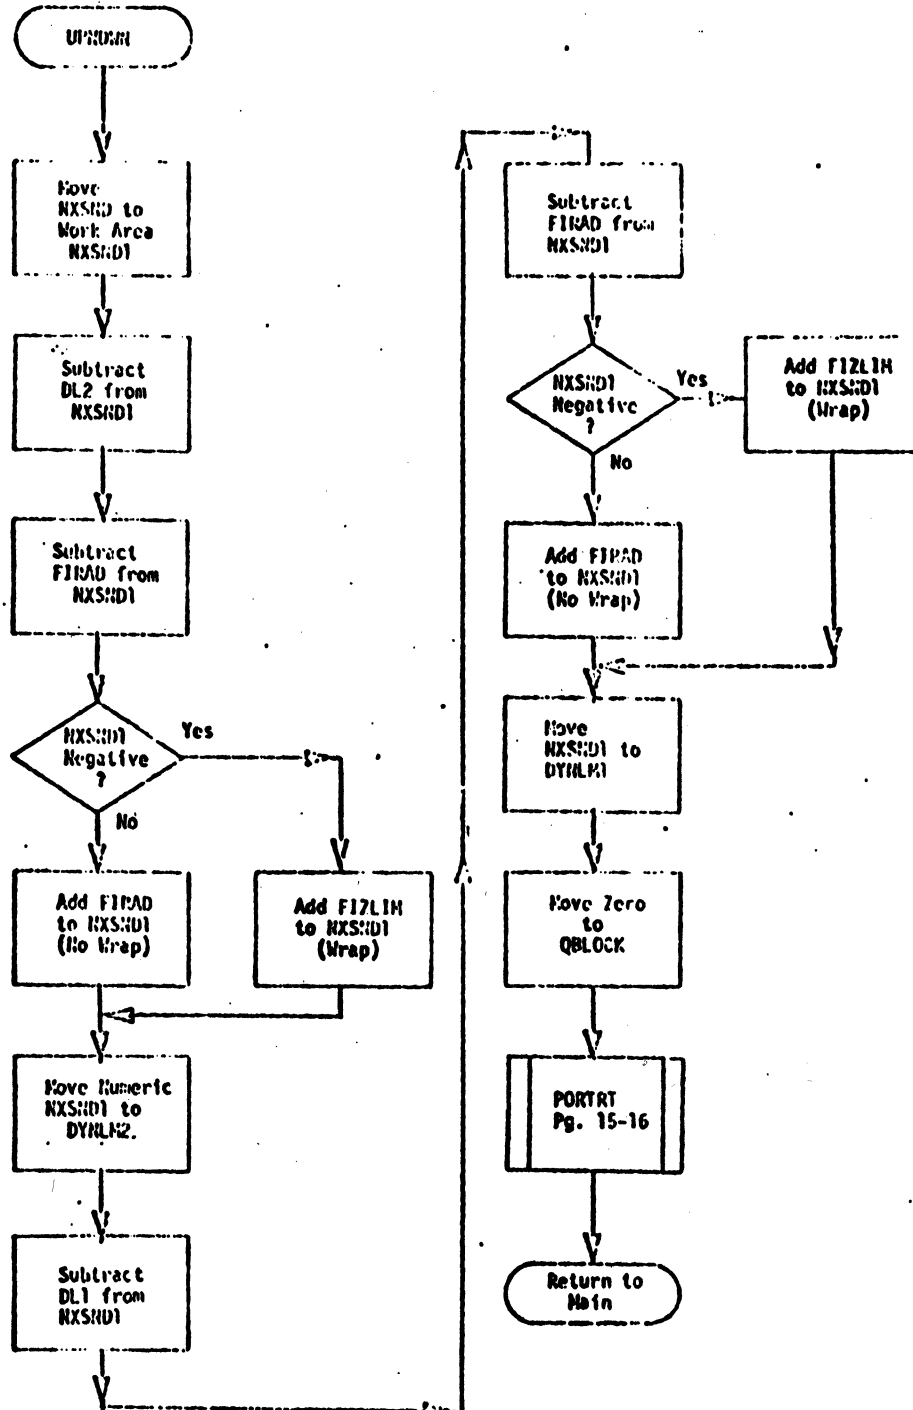 UPNDWN
Move
NXSND to
Work Area
NXSND1
Subtract
DL2 from
NXSND1
Subtract
FIRAD from
NXSND1
NXSND1
Negative
?
Yes
No
Add FIRAD
to NXSND1
(No Wrap)
Add FIZLIM
to NXSND1
(Wrap)
Move Numeric
NXSND1 to
DYNLM2.
Subtract
DL1 from
NXSND1
Subtract
FIRAD from
NXSND1
NXSND1
Negative
?
Yes
No
Add FIZLIM
to NXSND1
(Wrap)
Add FIRAD
to NXSND1
(No Wrap)
Move
NXSND1 to
DYNLM1
Move Zero
to
QBLOCK
PORTRT
Pg. 15-16
Return to
Main